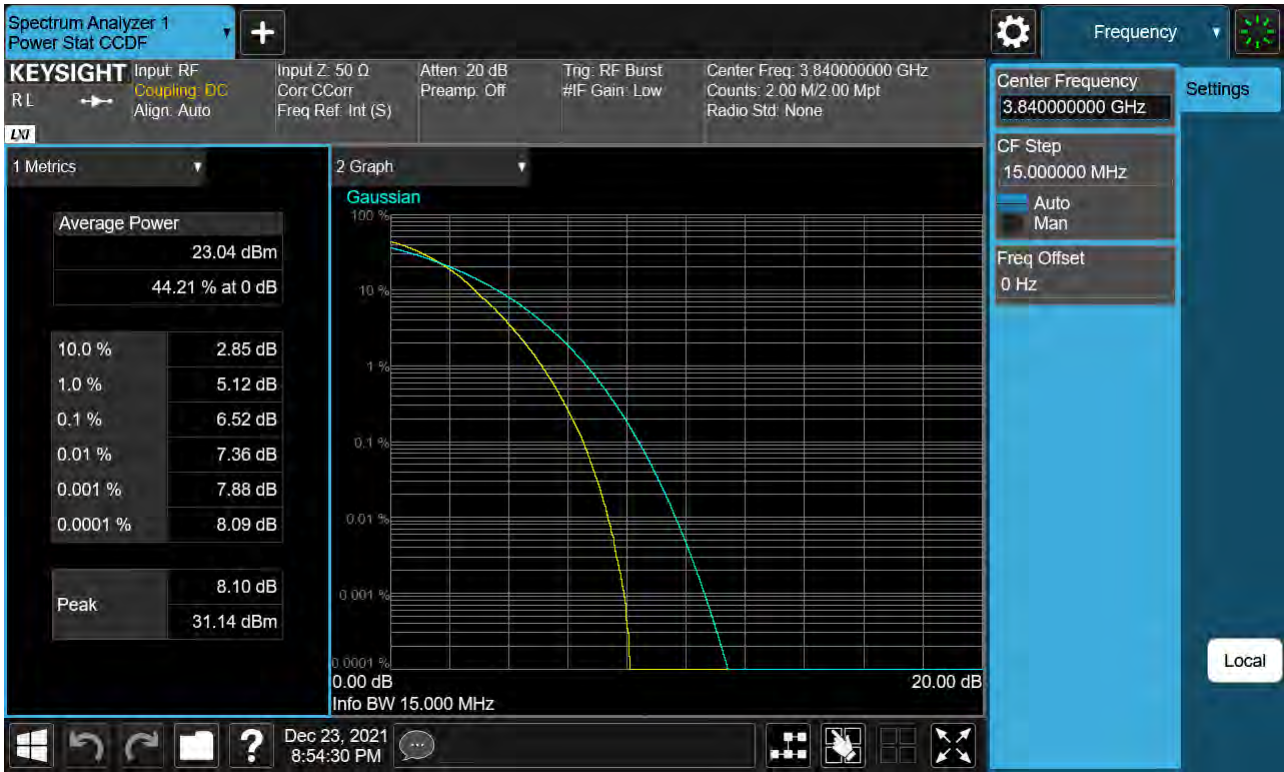 Spectrum Analyzer 1
Power Stat CCDF
+
Frequency
KEYSIGHT
RL
LXI
Input: RF
Coupling: DC
Align: Auto
Input Z: 50 Ω
Corr CCorr
Freq Ref: Int (S)
Atten: 20 dB
Preamp: Off
Trig: RF Burst
#IF Gain: Low
Center Freq: 3.840000000 GHz
Counts: 2.00 M/2.00 Mpt
Radio Std: None
Center Frequency
3.840000000 GHz
Settings
CF Step
15.000000 MHz
Auto
Man
Freq Offset
0 Hz
1 Metrics
Average Power
23.04 dBm
44.21 % at 0 dB
10.0 % 2.85 dB
1.0 % 5.12 dB
0.1 % 6.52 dB
0.01 % 7.36 dB
0.001 % 7.88 dB
0.0001 % 8.09 dB
Peak
8.10 dB
31.14 dBm
2 Graph
Gaussian
100 %
10 %
1 %
0.1 %
0.01 %
0.001 %
0.0001 %
0.00 dB 20.00 dB
Info BW 15.000 MHz
Local
?
Dec 23, 2021
8:54:30 PM